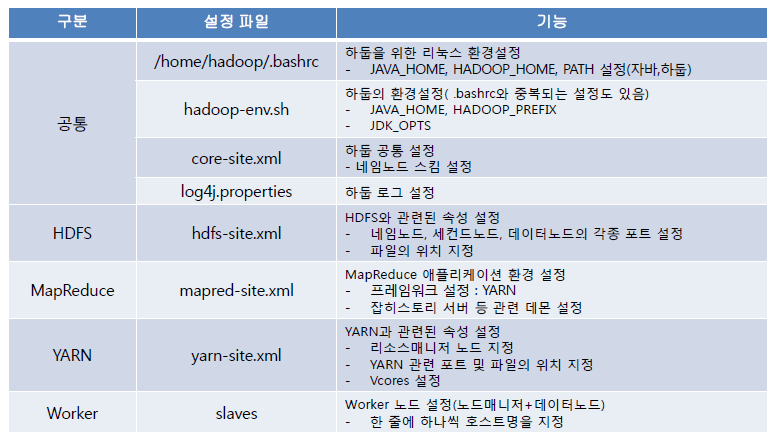 구분 설정 파일 기능
공통
/home/hadoop/.bashrc
하둡을 위한 리눅스 환경설정
- JAVA_HOME, HADOOP_HOME, PATH 설정(자바,하둡)
hadoop-env.sh
하둡의 환경설정( .bashrc와 중복되는 설정도 있음)
- JAVA_HOME, HADOOP_PREFIX
- JDK_OPTS
core-site.xml
하둡 공통 설정
- 네임노드 스킴 설정
log4j.properties
하둡 로그 설정
HDFS
hdfs-site.xml
HDFS와 관련된 속성 설정
- 네임노드, 세컨드노드, 데이터노드의 각종 포트 설정
- 파일의 위치 지정
MapReduce
mapred-site.xml
MapReduce 애플리케이션 환경 설정
- 프레임워크 설정 : YARN
- 잡히스토리 서버 등 관련 데몬 설정
YARN
yarn-site.xml
YARN과 관련된 속성 설정
- 리소스매니저 노드 지정
- YARN 관련 포트 및 파일의 위치 지정
- Vcores 설정
Worker
slaves
Worker 노드 설정(노드매니저+데이터노드)
- 한 줄에 하나씩 호스트명을 지정